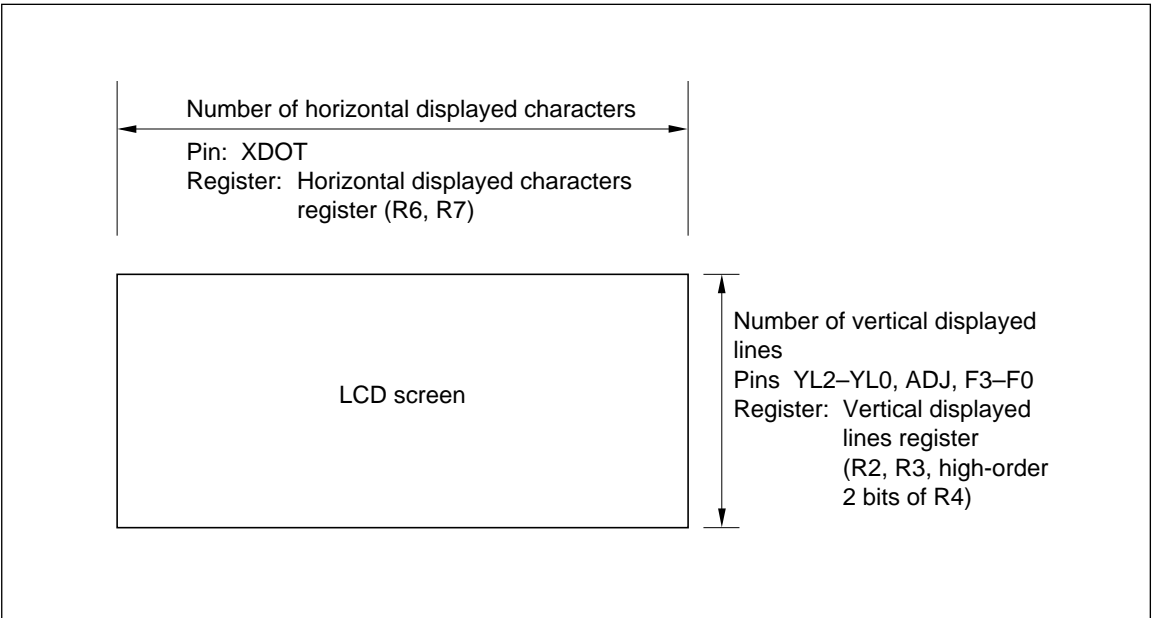 Number of horizontal displayed characters
Pin: XDOT
Register: Horizontal displayed characters
register (R6, R7)
LCD screen
Number of vertical displayed
lines
Pins YL2–YL0, ADJ, F3–F0
Register: Vertical displayed
lines register
(R2, R3, high-order
2 bits of R4)